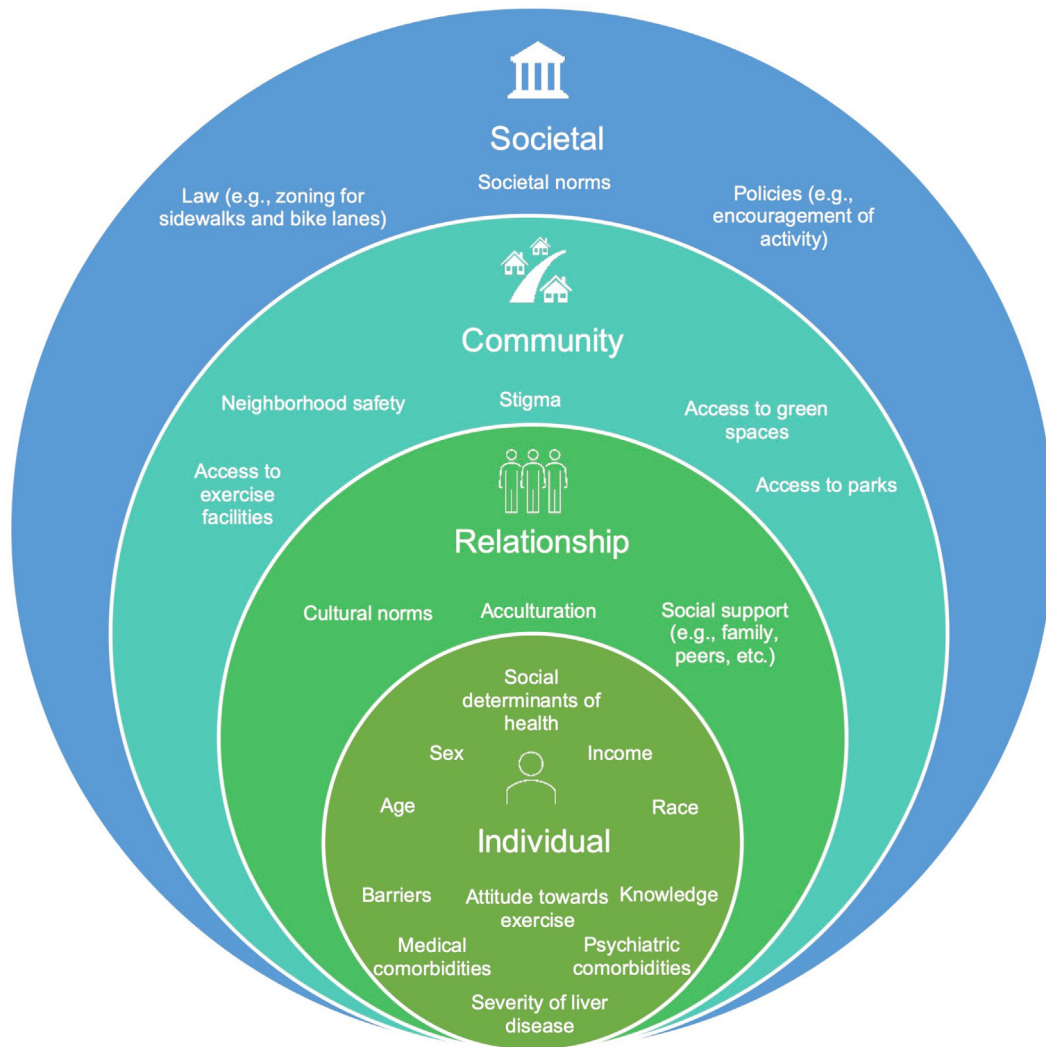 Societal
Societal norms
Law (e.g., zoning for
sidewalks and bike lanes)
Policies (e.g.,
encouragement of
activity)
Community
Neighborhood safety
Stigma
Access to green
spaces
Access to
exercise
facilities
Access to parks
Relationship
Cultural norms
Acculturation
Social support
(e.g., family,
peers, etc.)
Social
determinants of
health
Sex
Income
Age
Race
Individual
Barriers
Attitude towards
exercise
Knowledge
Medical
comorbidities
Psychiatric
comorbidities
Severity of liver
disease